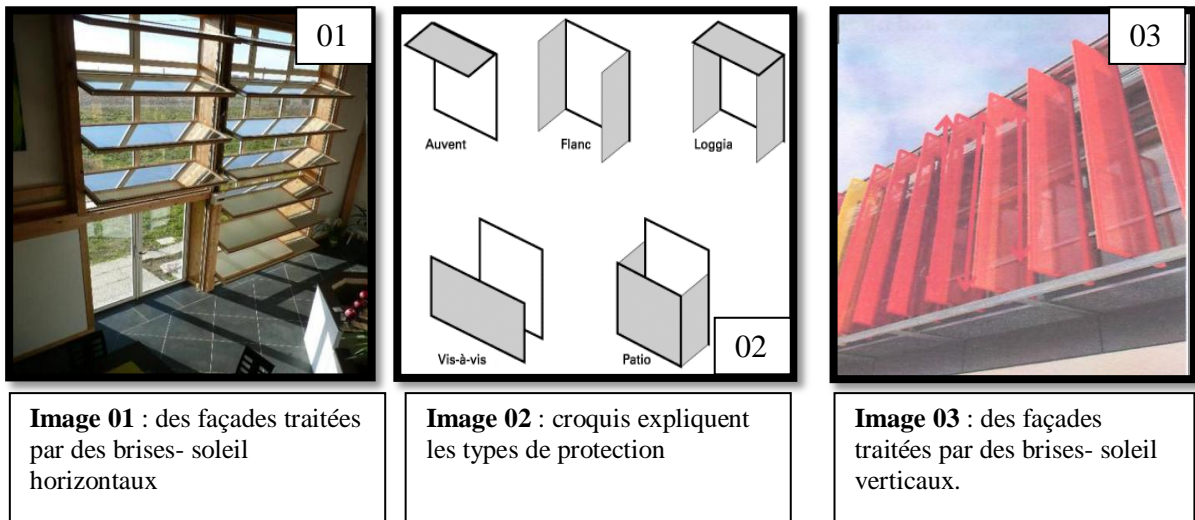 01
Auvent
Flanc
Loggia
Vis-à-vis
Patio
02
03
Image 01 : des façades traitées
par des brises- soleil
horizontaux
Image 02 : croquis expliquent
les types de protection
Image 03 : des façades
traitées par des brises- soleil
verticaux.